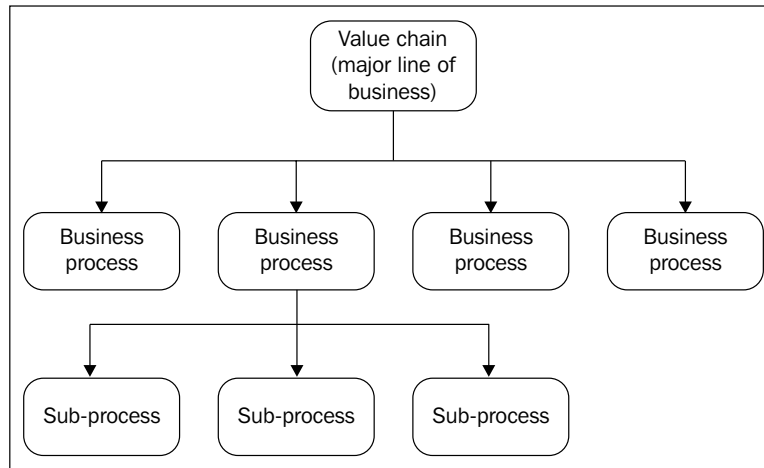 Value chain
(major line of
business)
Business
process
Business
process
Business
process
Business
process
Sub-process
Sub-process
Sub-process